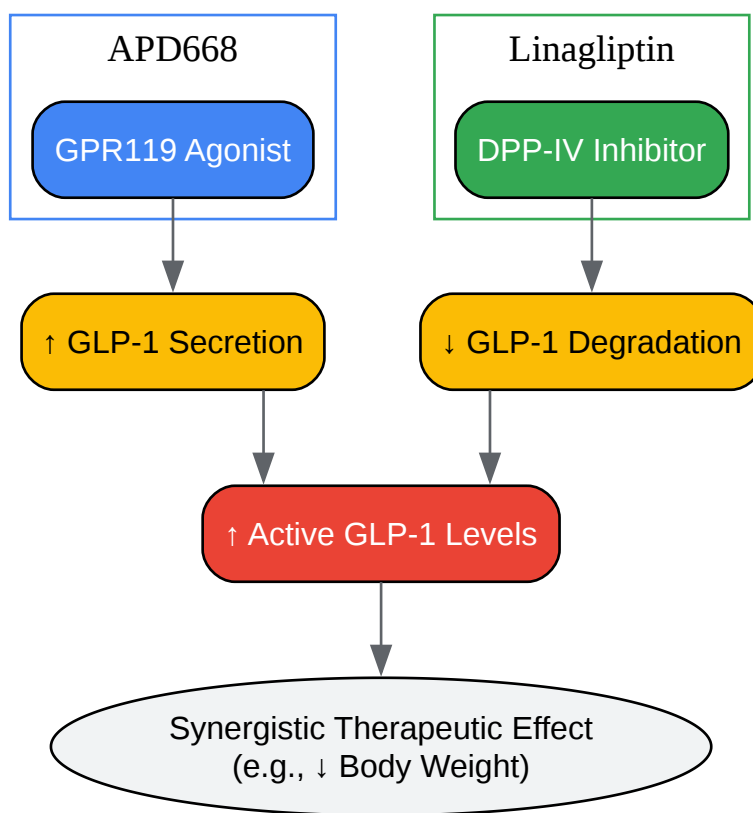 APD668
Linagliptin
GPR119 Agonist
DPP-IV Inhibitor
↑ GLP-1 Secretion
↓ GLP-1 Degradation
↑ Active GLP-1 Levels
Synergistic Therapeutic Effect
(e.g., ↓ Body Weight)